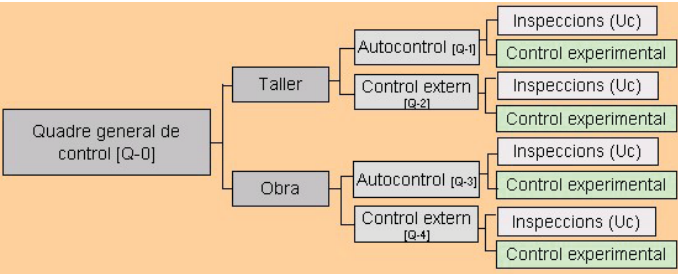 Quadre general de
control [Q-0]
Taller
Autocontrol [Q-1]
Inspeccions (Uc)
Control experimental
Control extern
[Q-2]
Inspeccions (Uc)
Control experimental
Obra
Autocontrol [Q-3]
Inspeccions (Uc)
Control experimental
Control extern
[Q-4]
Inspeccions (Uc)
Control experimental